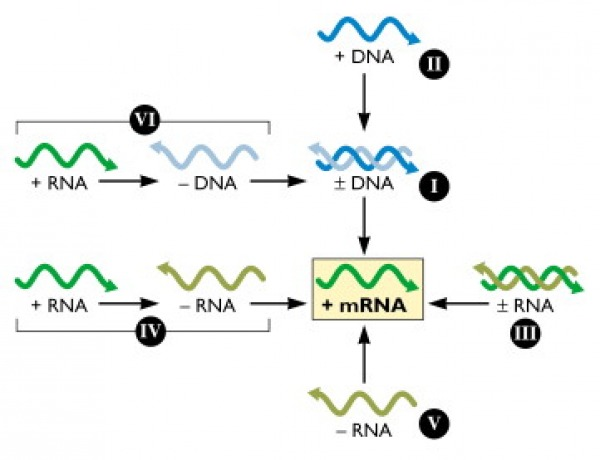 + DNA
II
VI
+ RNA
– DNA
± DNA
I
+ RNA
– RNA
+ mRNA
± RNA
IV
III
– RNA
V